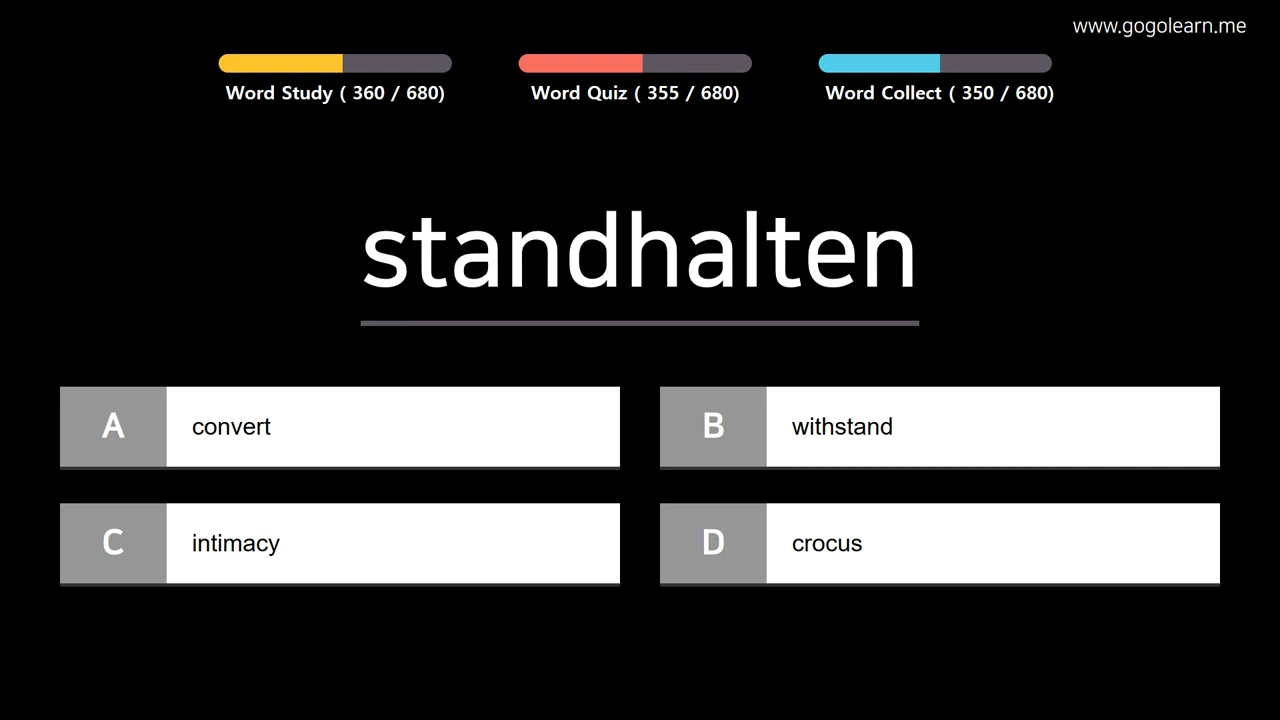 www.gogolearn.me
Word Study ( 360 / 680)
Word Quiz ( 355 / 680)
Word Collect ( 350 / 680)
standhalten
A convert
B withstand
C intimacy
D crocus